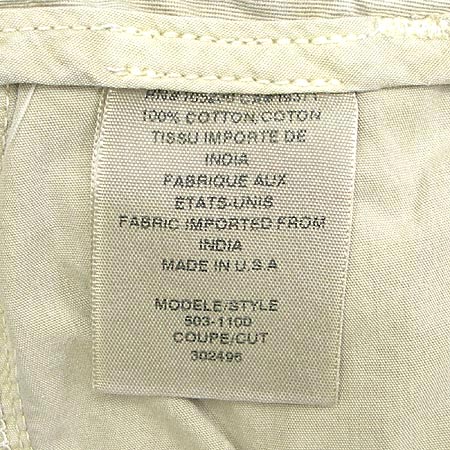 100% COTTON/COTON
TISSU IMPORTE DE
INDIA
FABRIQUE AUX
ETATS-UNIS
FABRIC IMPORTED FROM
INDIA
MADE IN U.S.A
MODELE/STYLE
503-1100
COUPE/CUT
302496